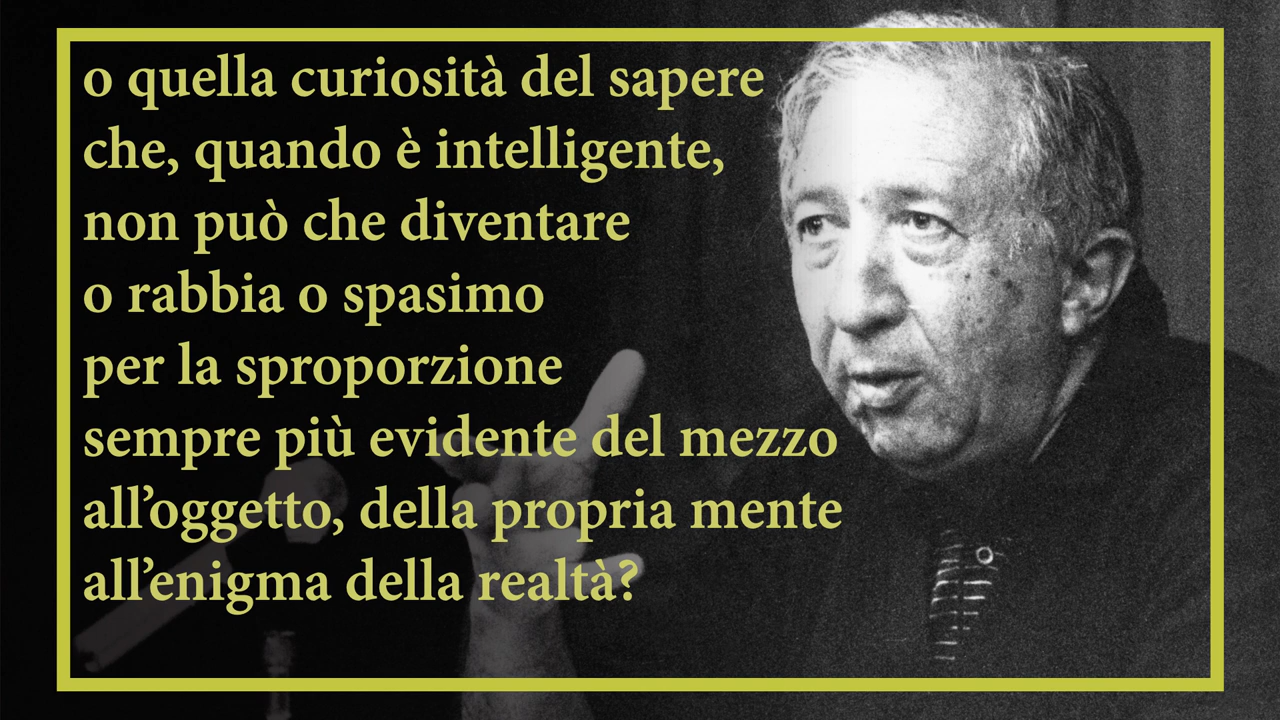 o quella curiosità del sapere
che, quando è intelligente,
non può che diventare
o rabbia o spasimo
per la sproporzione
sempre più evidente del mezzo
all’oggetto, della propria mente
all’enigma della realtà?